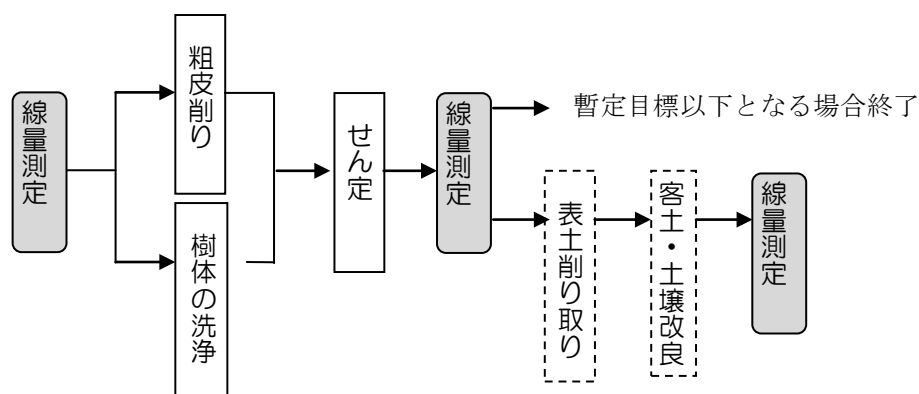 線量測定
粗皮削り
樹体の洗浄
せん定
線量測定
暫定目標以下となる場合終了
表土削り取り
客土・土壌改良
線量測定